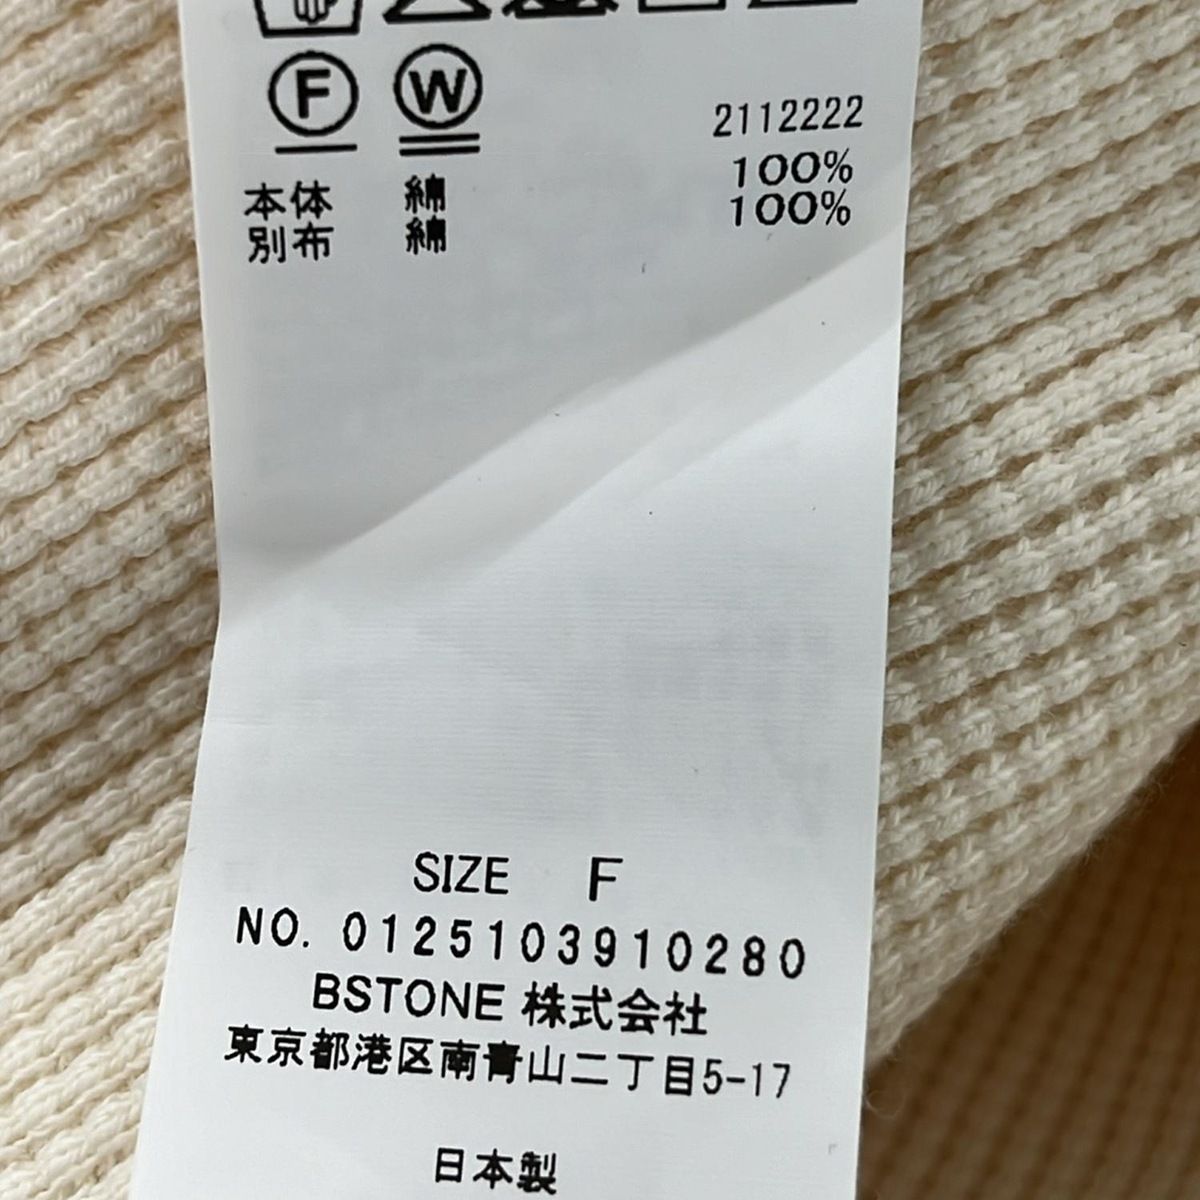 F W
2112222
本体 綿 100%
別布 綿 100%
SIZE F
NO. 0125103910280
BSTONE 株式会社
東京都港区南青山二丁目5-17
日本製